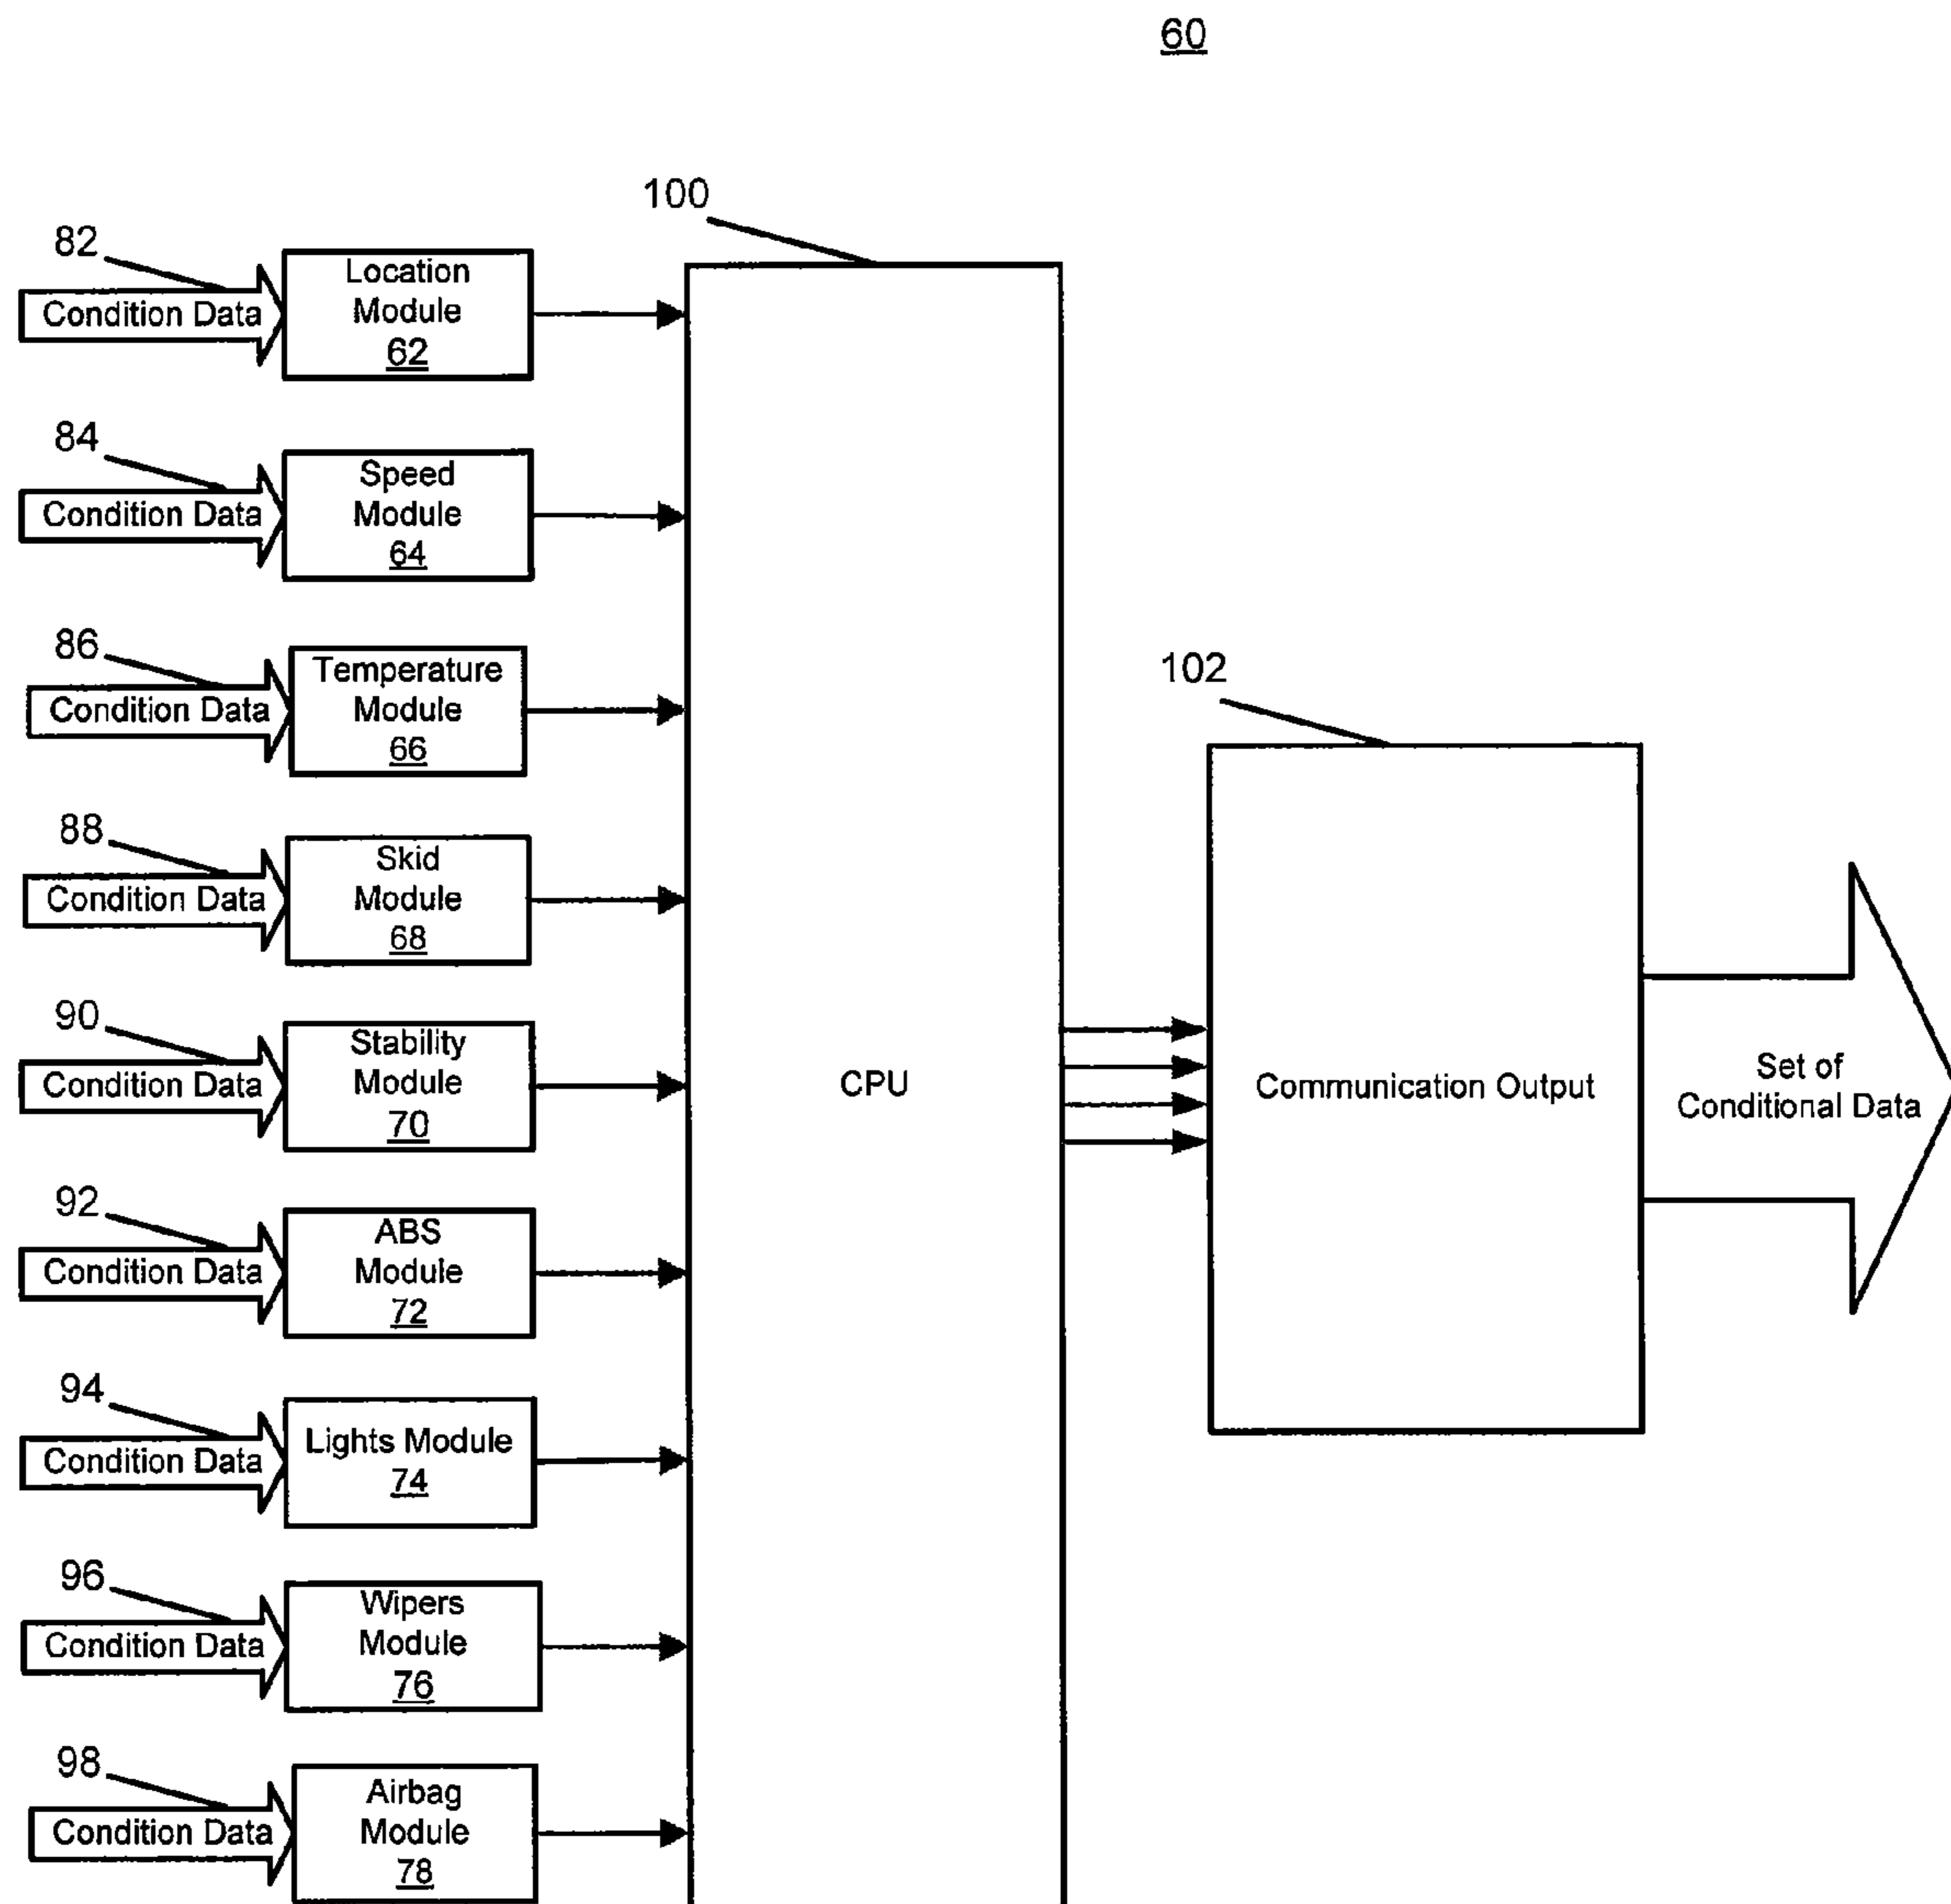 60
100
82
Condition Data
Location
Module
62
84
Condition Data
Speed
Module
64
86
Condition Data
Temperature
Module
66
102
88
Condition Data
Skid
Module
68
90
Condition Data
Stability
Module
70
CPU
Communication Output
Set of
Conditional Data
92
Condition Data
ABS
Module
72
94
Condition Data
Lights Module
74
96
Condition Data
Wipers
Module
76
98
Condition Data
Airbag
Module
78